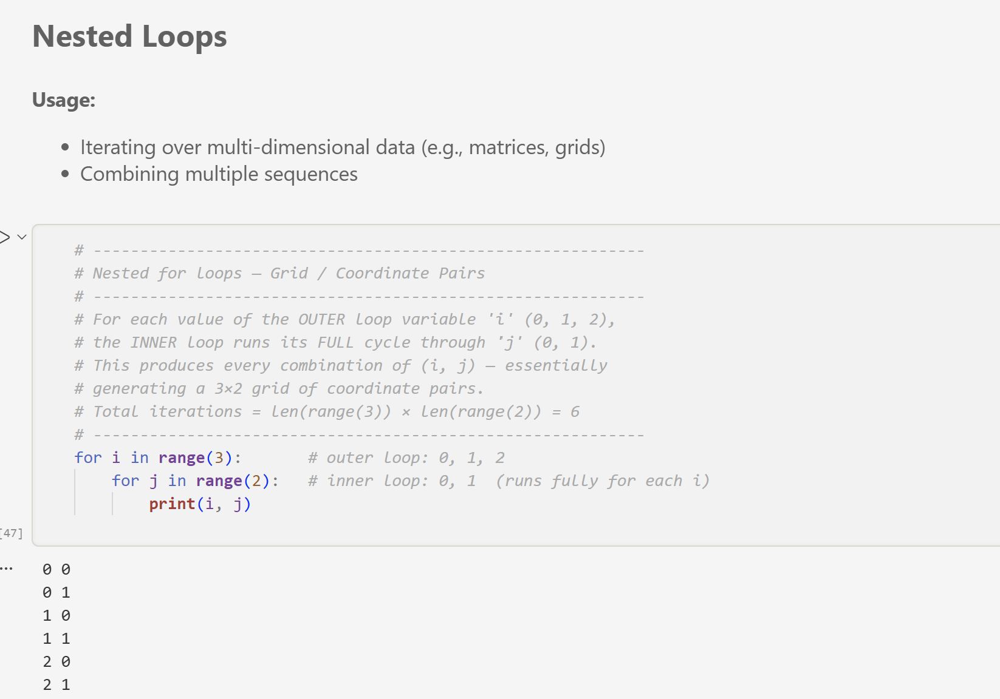 Nested Loops
Usage:
• Iterating over multi-dimensional data (e.g., matrices, grids)
• Combining multiple sequences
# -----------------------------------------------------------
# Nested for loops — Grid / Coordinate Pairs
# -----------------------------------------------------------
# For each value of the OUTER loop variable 'i' (0, 1, 2),
# the INNER loop runs its FULL cycle through 'j' (0, 1).
# This produces every combination of (i, j) — essentially
# generating a 3×2 grid of coordinate pairs.
# Total iterations = len(range(3)) × len(range(2)) = 6
# -----------------------------------------------------------
for i in range(3):       # outer loop: 0, 1, 2
    for j in range(2):   # inner loop: 0, 1  (runs fully for each i)
        print(i, j)
[47]
...
0 0
0 1
1 0
1 1
2 0
2 1